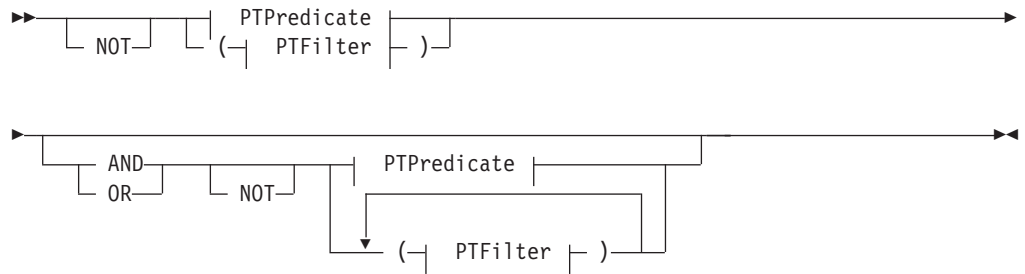 PTPredicate
NOT ( PTFilter )
AND PTPredicate
OR NOT
( PTFilter )